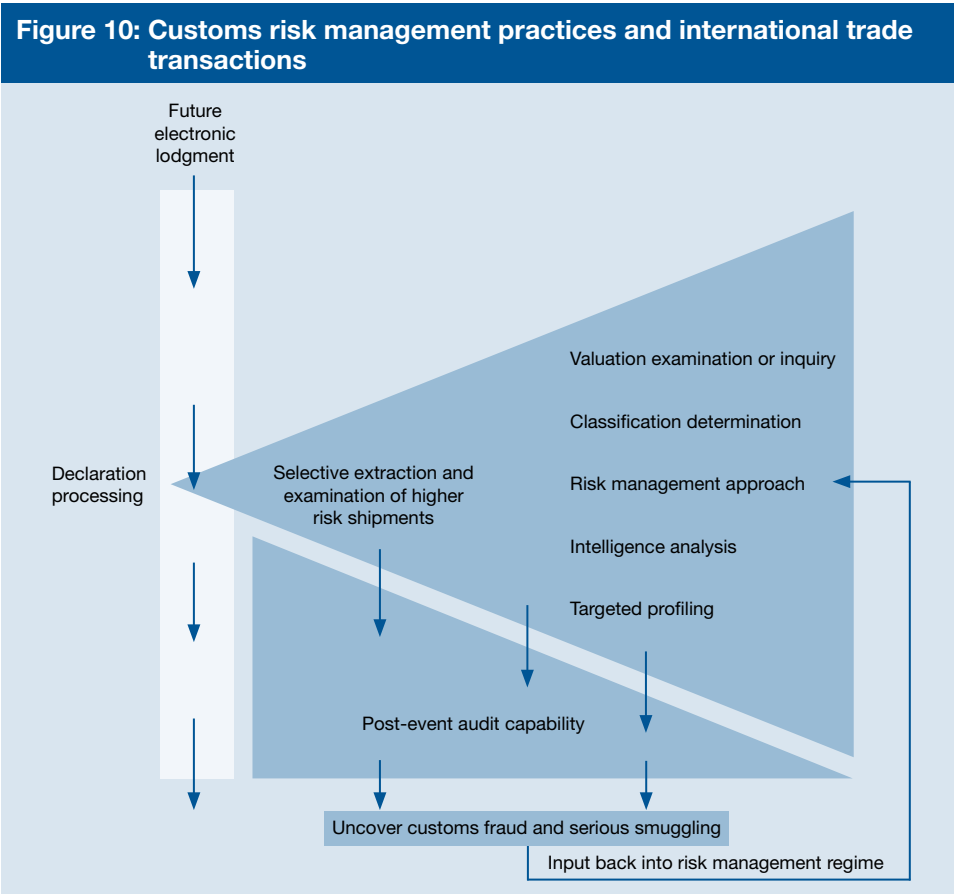 Figure 10: Customs risk management practices and international trade
transactions
Future
electronic
lodgment
Valuation examination or inquiry
Classification determination
Declaration
processing
Selective extraction and
examination of higher
risk shipments
Risk management approach
Intelligence analysis
Targeted profiling
Post-event audit capability
Uncover customs fraud and serious smuggling
Input back into risk management regime